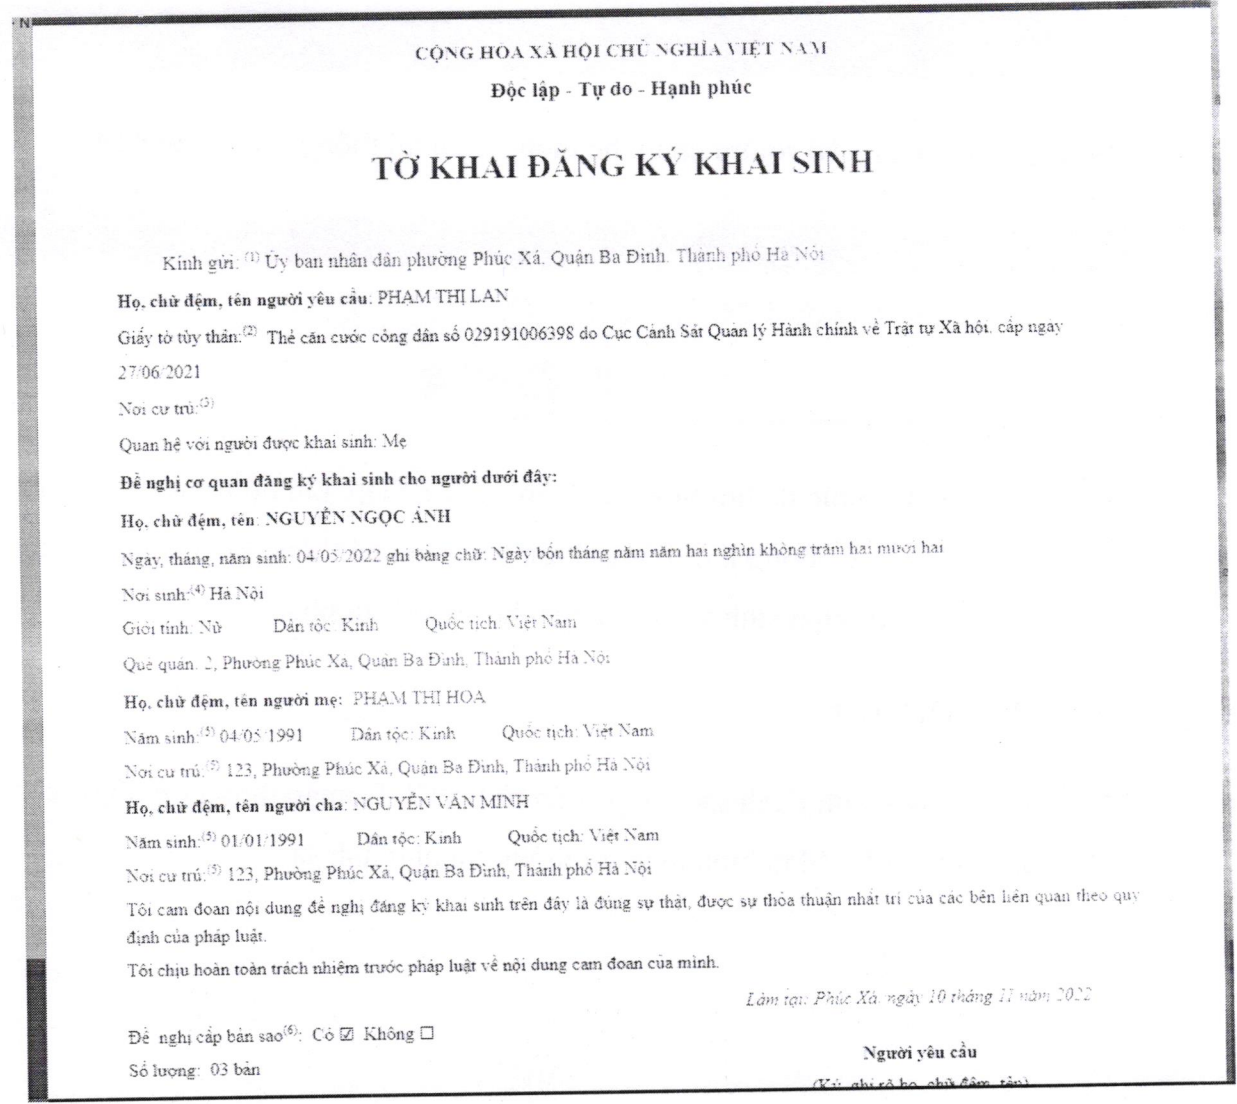 CỘNG HÒA XÃ HỘI CHỦ NGHĨA VIỆT NAM
Độc lập - Tự do - Hạnh phúc
TỜ KHAI ĐĂNG KÝ KHAI SINH
Kính gửi: (1) Ủy ban nhân dân phường Phúc Xá, Quận Ba Đình, Thành phố Hà Nội
Họ, chữ đệm, tên người yêu cầu: PHẠM THỊ LAN
Giấy tờ tùy thân:(2) Thẻ căn cước công dân số 029191006398 do Cục Cảnh Sát Quản lý Hành chính về Trật tự Xã hội, cấp ngày
27/06/2021
Nơi cư trú:(3)
Quan hệ với người được khai sinh: Mẹ
Đề nghị cơ quan đăng ký khai sinh cho người dưới đây:
Họ, chữ đệm, tên: NGUYỄN NGỌC ÁNH
Ngày, tháng, năm sinh: 04/05/2022 ghi bằng chữ: Ngày bốn tháng năm năm hai nghìn không trăm hai mươi hai
Nơi sinh:(4) Hà Nội
Giới tính: Nữ Dân tộc: Kinh Quốc tịch: Việt Nam
Quê quán: 2, Phường Phúc Xá, Quận Ba Đình, Thành phố Hà Nội
Họ, chữ đệm, tên người mẹ: PHẠM THỊ HOA
Năm sinh:(5) 04/05/1991 Dân tộc: Kinh Quốc tịch: Việt Nam
Nơi cư trú:(5) 123, Phường Phúc Xá, Quận Ba Đình, Thành phố Hà Nội
Họ, chữ đệm, tên người cha: NGUYỄN VĂN MINH
Năm sinh:(5) 01/01/1991 Dân tộc: Kinh Quốc tịch: Việt Nam
Nơi cư trú:(5) 123, Phường Phúc Xá, Quận Ba Đình, Thành phố Hà Nội
Tôi cam đoan nội dung đề nghị đăng ký khai sinh trên đây là đúng sự thật, được sự thỏa thuận nhất trí của các bên liên quan theo quy
định của pháp luật.
Tôi chịu hoàn toàn trách nhiệm trước pháp luật về nội dung cam đoan của mình.
Làm tại: Phúc Xá, ngày 10 tháng 11 năm 2022
Đề nghị cấp bản sao(6): Có ☑ Không ☐
Người yêu cầu
Số lượng: 03 bản
(Ký, ghi rõ họ, chữ đệm, tên)